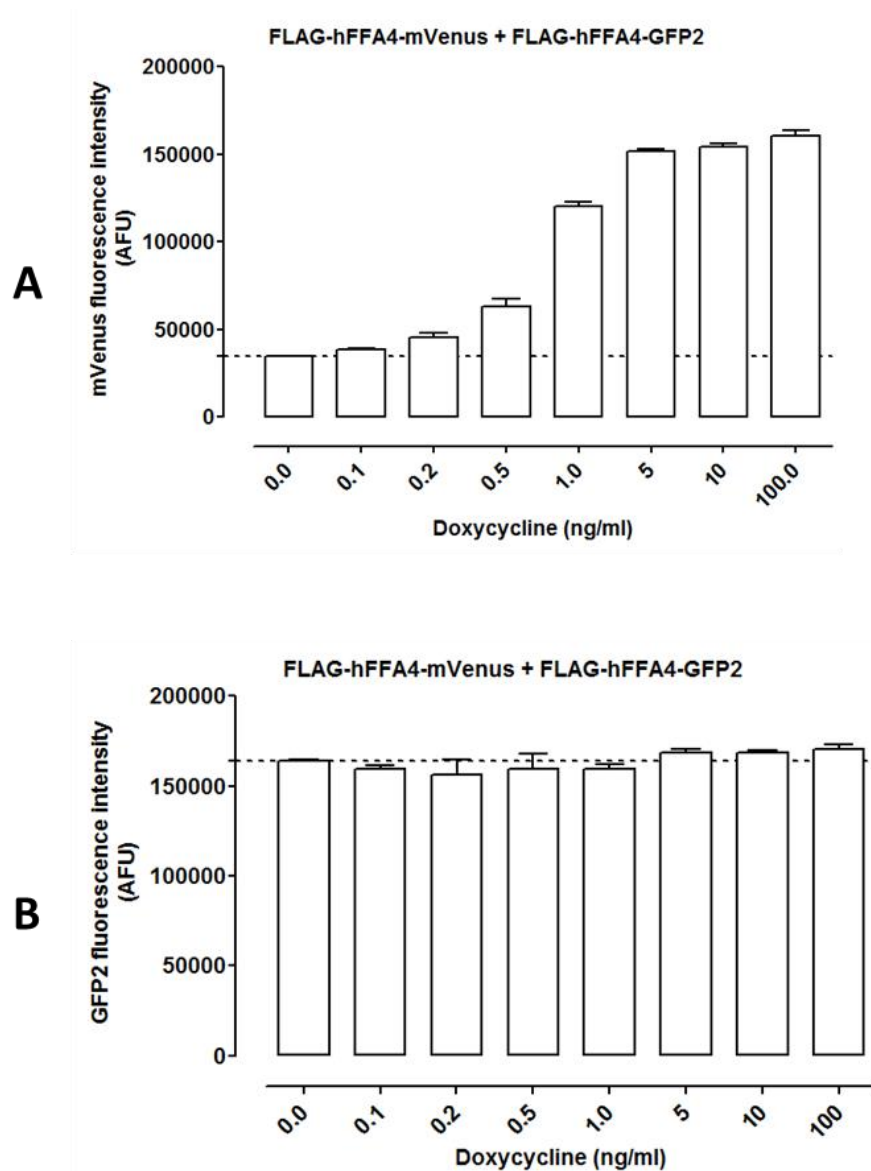 FLAG-hFFA4-mVenus + FLAG-hFFA4-GFP2
200000
150000
100000
50000
0
mVenus fluorescence intensity
(AFU)
A
0.0 0.1 0.2 0.5 1.0 5 10 100.0
Doxycycline (ng/ml)
FLAG-hFFA4-mVenus + FLAG-hFFA4-GFP2
200000
150000
100000
50000
0
GFP2 fluorescence intensity
(AFU)
B
0.0 0.1 0.2 0.5 1.0 5 10 100
Doxycycline (ng/ml)